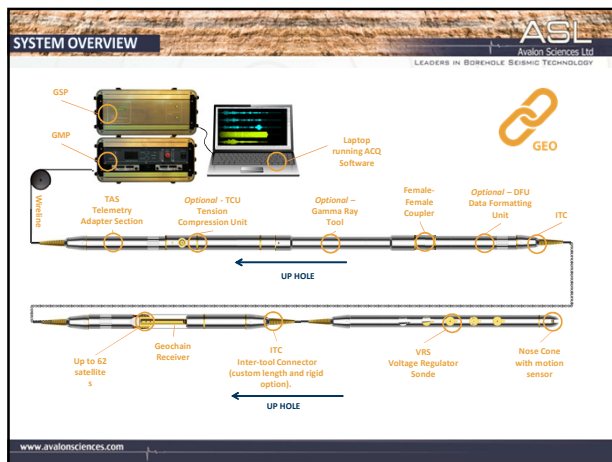 SYSTEM OVERVIEW
ASL
Avalon Sciences Ltd
LEADERS IN BOREHOLE SEISMIC TECHNOLOGY
GSP
GMP
Laptop
running ACQ
Software
GEO
Wireline
TAS
Telemetry
Adapter Section
Optional - TCU
Tension
Compression Unit
Optional –
Gamma Ray
Tool
Female-
Female
Coupler
Optional – DFU
Data Formatting
Unit
ITC
UP HOLE
Up to 62
satellite
s
Geochain
Receiver
ITC
Inter-tool Connector
(custom length and rigid
option).
VRS
Voltage Regulator
Sonde
Nose Cone
with motion
sensor
UP HOLE
www.avalonsciences.com